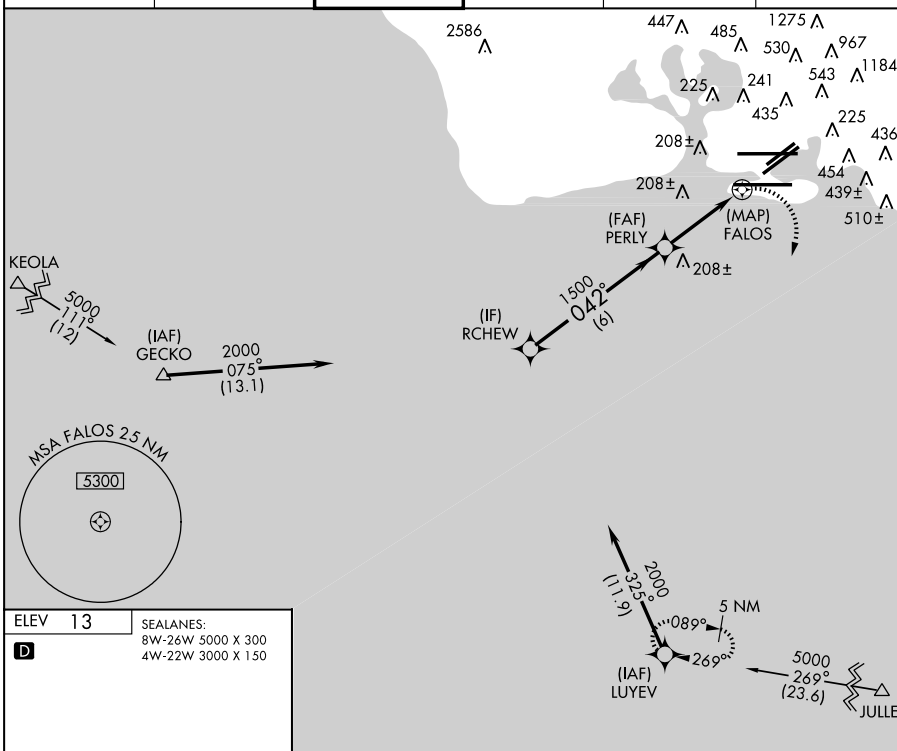 2586
447
485
1275
530
967
1184
225
241
435
543
225
436
208±
454
439±
208±
510±
(FAF)
PERLY
(MAP)
FALOS
208±
KEOLA
5000
111°
(12)
(IAF)
GECKO
2000
075°
(13.1)
(IF)
RCHEW
1500
042°
(6)
MSA FALOS 25 NM
5300
2000
325°
(11.9)
5 NM
089°
269°
(IAF)
LUYEV
5000
269°
(23.6)
JULLE
ELEV 13
D
SEALANES:
8W-26W 5000 X 300
4W-22W 3000 X 150